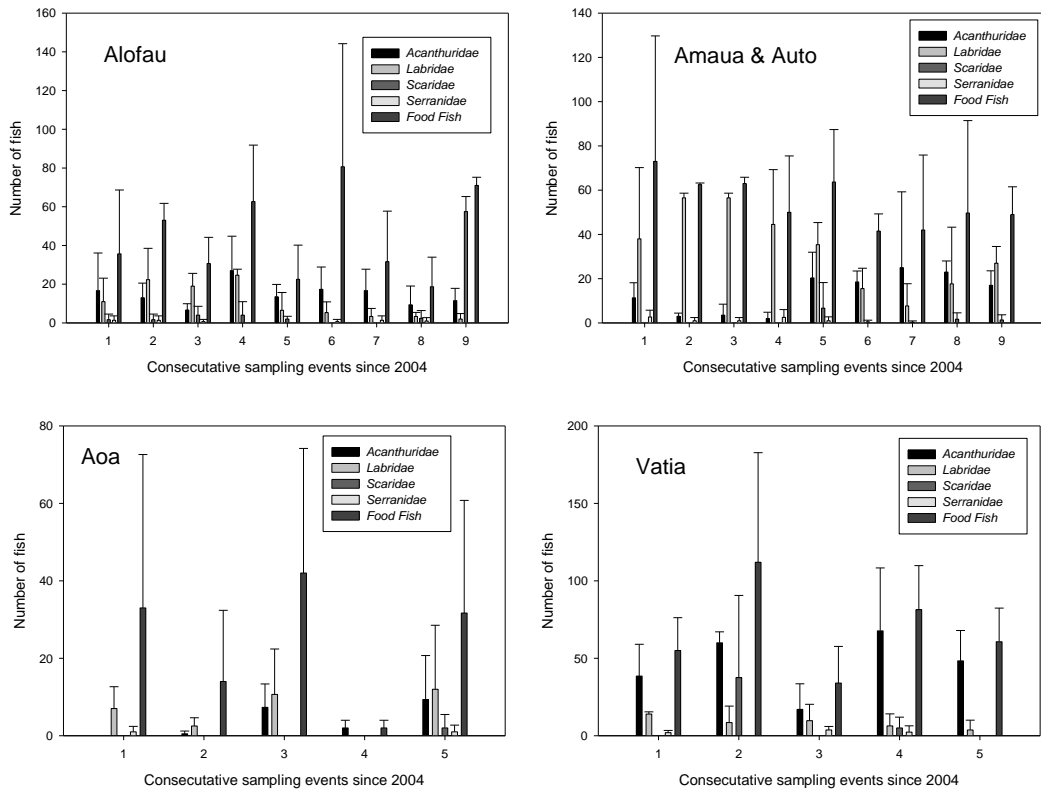 Alofau
Acanthuridae
Labridae
Scaridae
Serranidae
Food Fish
Number of fish
160
140
120
100
80
60
40
20
0
1 2 3 4 5 6 7 8 9
Consecutative sampling events since 2004
Amaua & Auto
Acanthuridae
Labridae
Scaridae
Serranidae
Food Fish
Number of fish
140
120
100
80
60
40
20
0
1 2 3 4 5 6 7 8 9
Consecutative sampling events since 2004
Aoa
Acanthuridae
Labridae
Scaridae
Serranidae
Food Fish
Number of fish
80
60
40
20
0
1 2 3 4 5
Consecutative sampling events since 2004
Vatia
Acanthuridae
Labridae
Scaridae
Serranidae
Food Fish
Number of fish
200
150
100
50
0
1 2 3 4 5
Consecutative sampling events since 2004